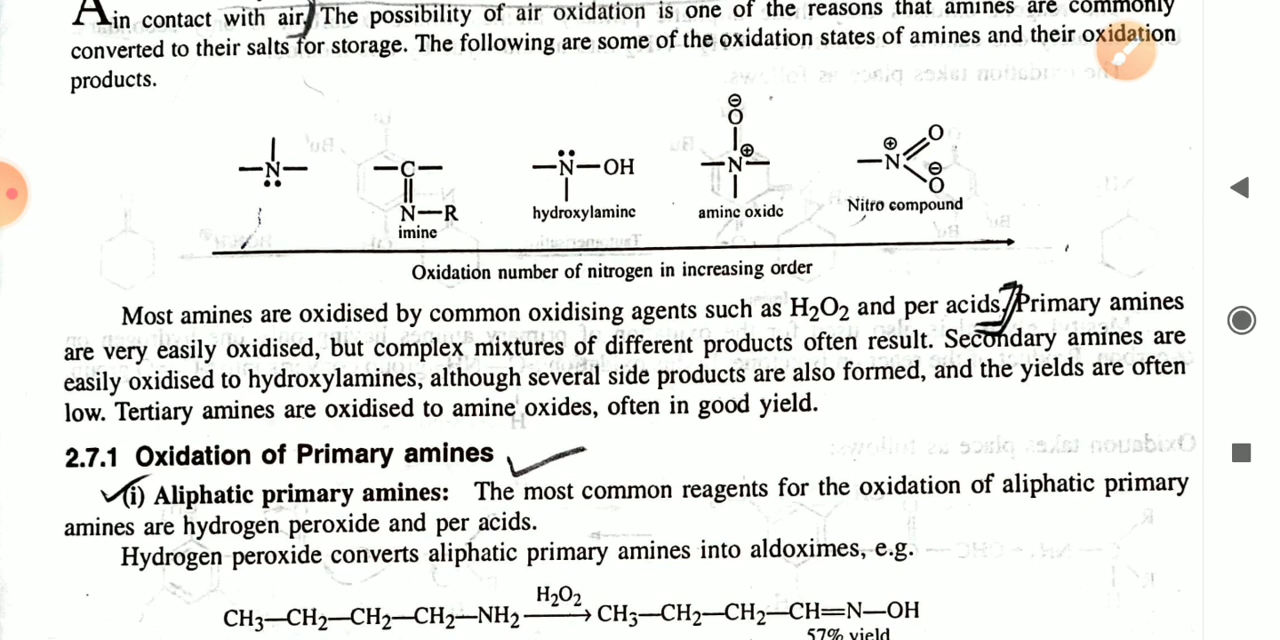 A in contact with air) The possibility of air oxidation is one of the reasons that amines are commonly
converted to their salts for storage. The following are some of the oxidation states of amines and their oxidation
products.
—N—
—C—
N—R
imine
—N—OH
hydroxylamine
O
—N—
amine oxide
—N
O
O
Nitro compound
Oxidation number of nitrogen in increasing order
Most amines are oxidised by common oxidising agents such as H₂O₂ and per acids. Primary amines
are very easily oxidised, but complex mixtures of different products often result. Secondary amines are
easily oxidised to hydroxylamines, although several side products are also formed, and the yields are often
low. Tertiary amines are oxidised to amine oxides, often in good yield.
2.7.1 Oxidation of Primary amines
(i) Aliphatic primary amines: The most common reagents for the oxidation of aliphatic primary
amines are hydrogen peroxide and per acids.
Hydrogen peroxide converts aliphatic primary amines into aldoximes, e.g.
CH₃—CH₂—CH₂—CH₂—NH₂ H₂O₂→ CH₃—CH₂—CH₂—CH=N—OH
57% yield